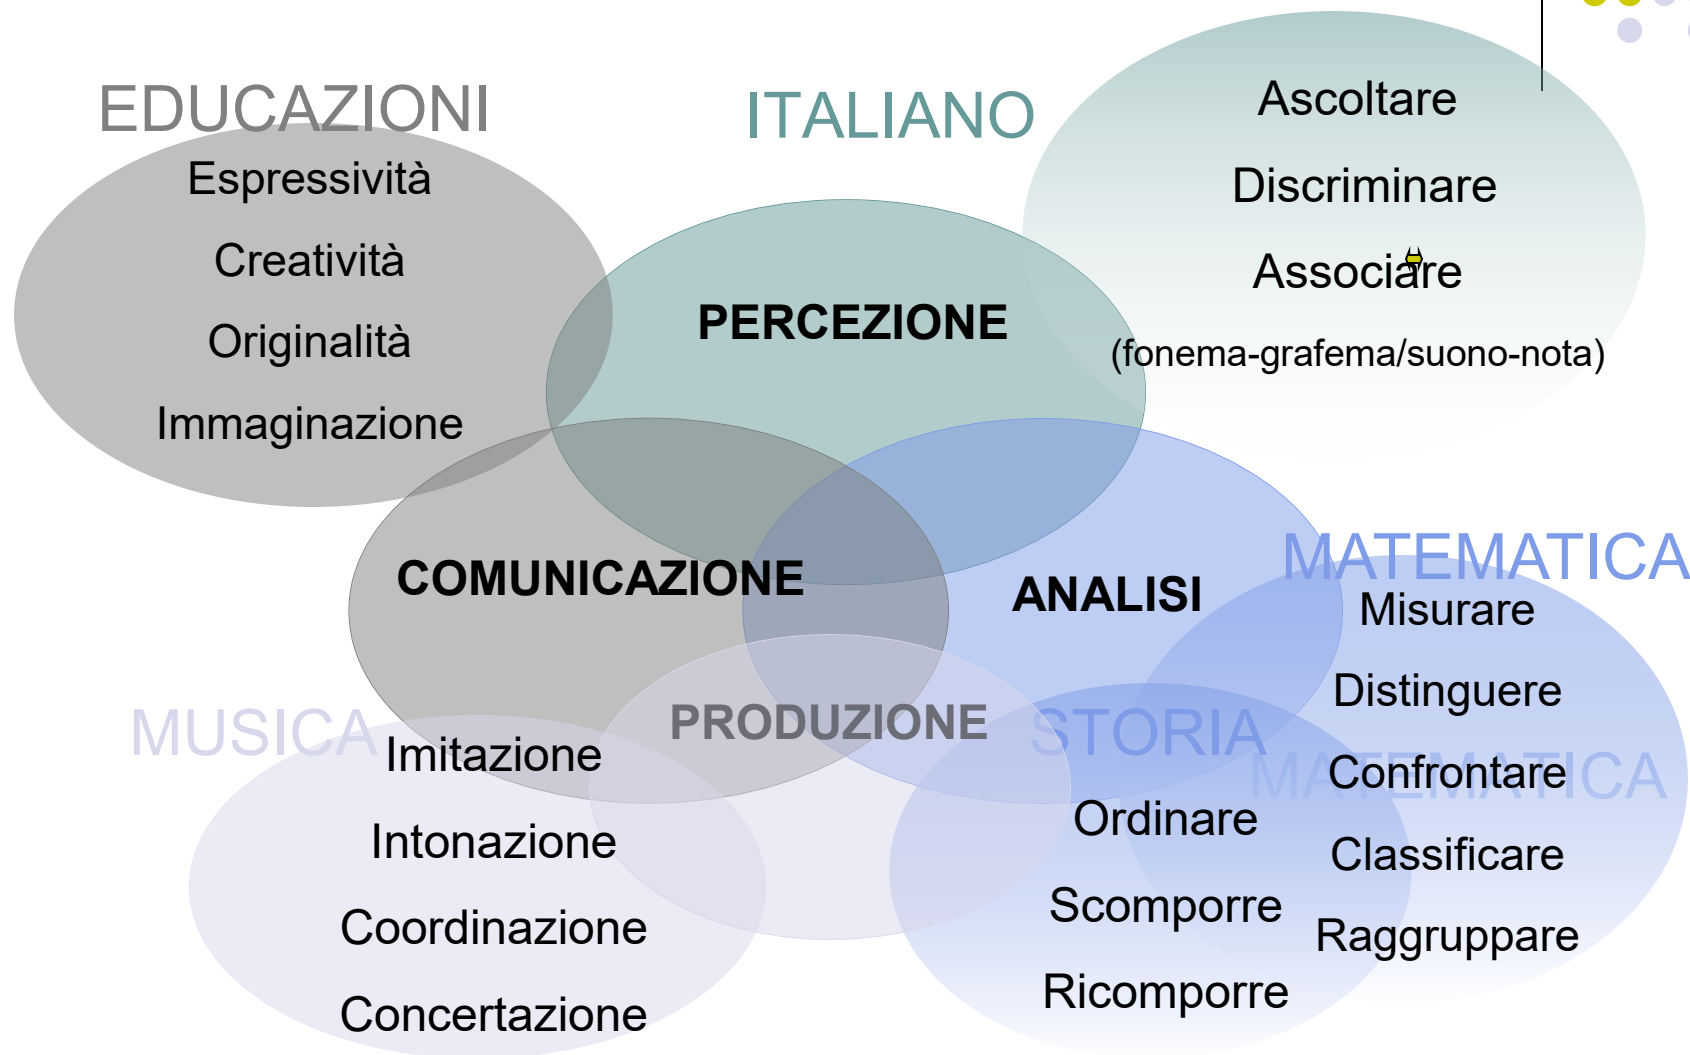 EDUCAZIONI
Espressività
Creatività
Originalità
Immaginazione
ITALIANO
Ascoltare
Discriminare
Associare
(fonema-grafema/suono-nota)
PERCEZIONE
COMUNICAZIONE
ANALISI
PRODUZIONE
MATEMATICA
Misurare
Distinguere
Confrontare
MATEMATICA
Classificare
Raggruppare
MUSICA
Imitazione
Intonazione
Coordinazione
Concertazione
STORIA
Ordinare
Scomporre
Ricomporre